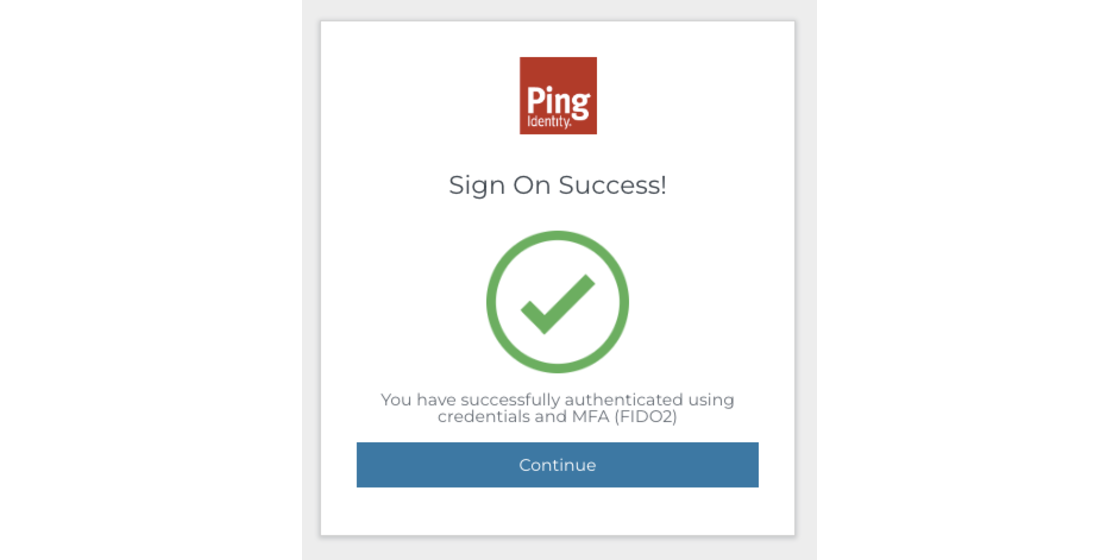 Ping
Identity.
Sign On Success!
You have successfully authenticated using
credentials and MFA (FIDO2)
Continue